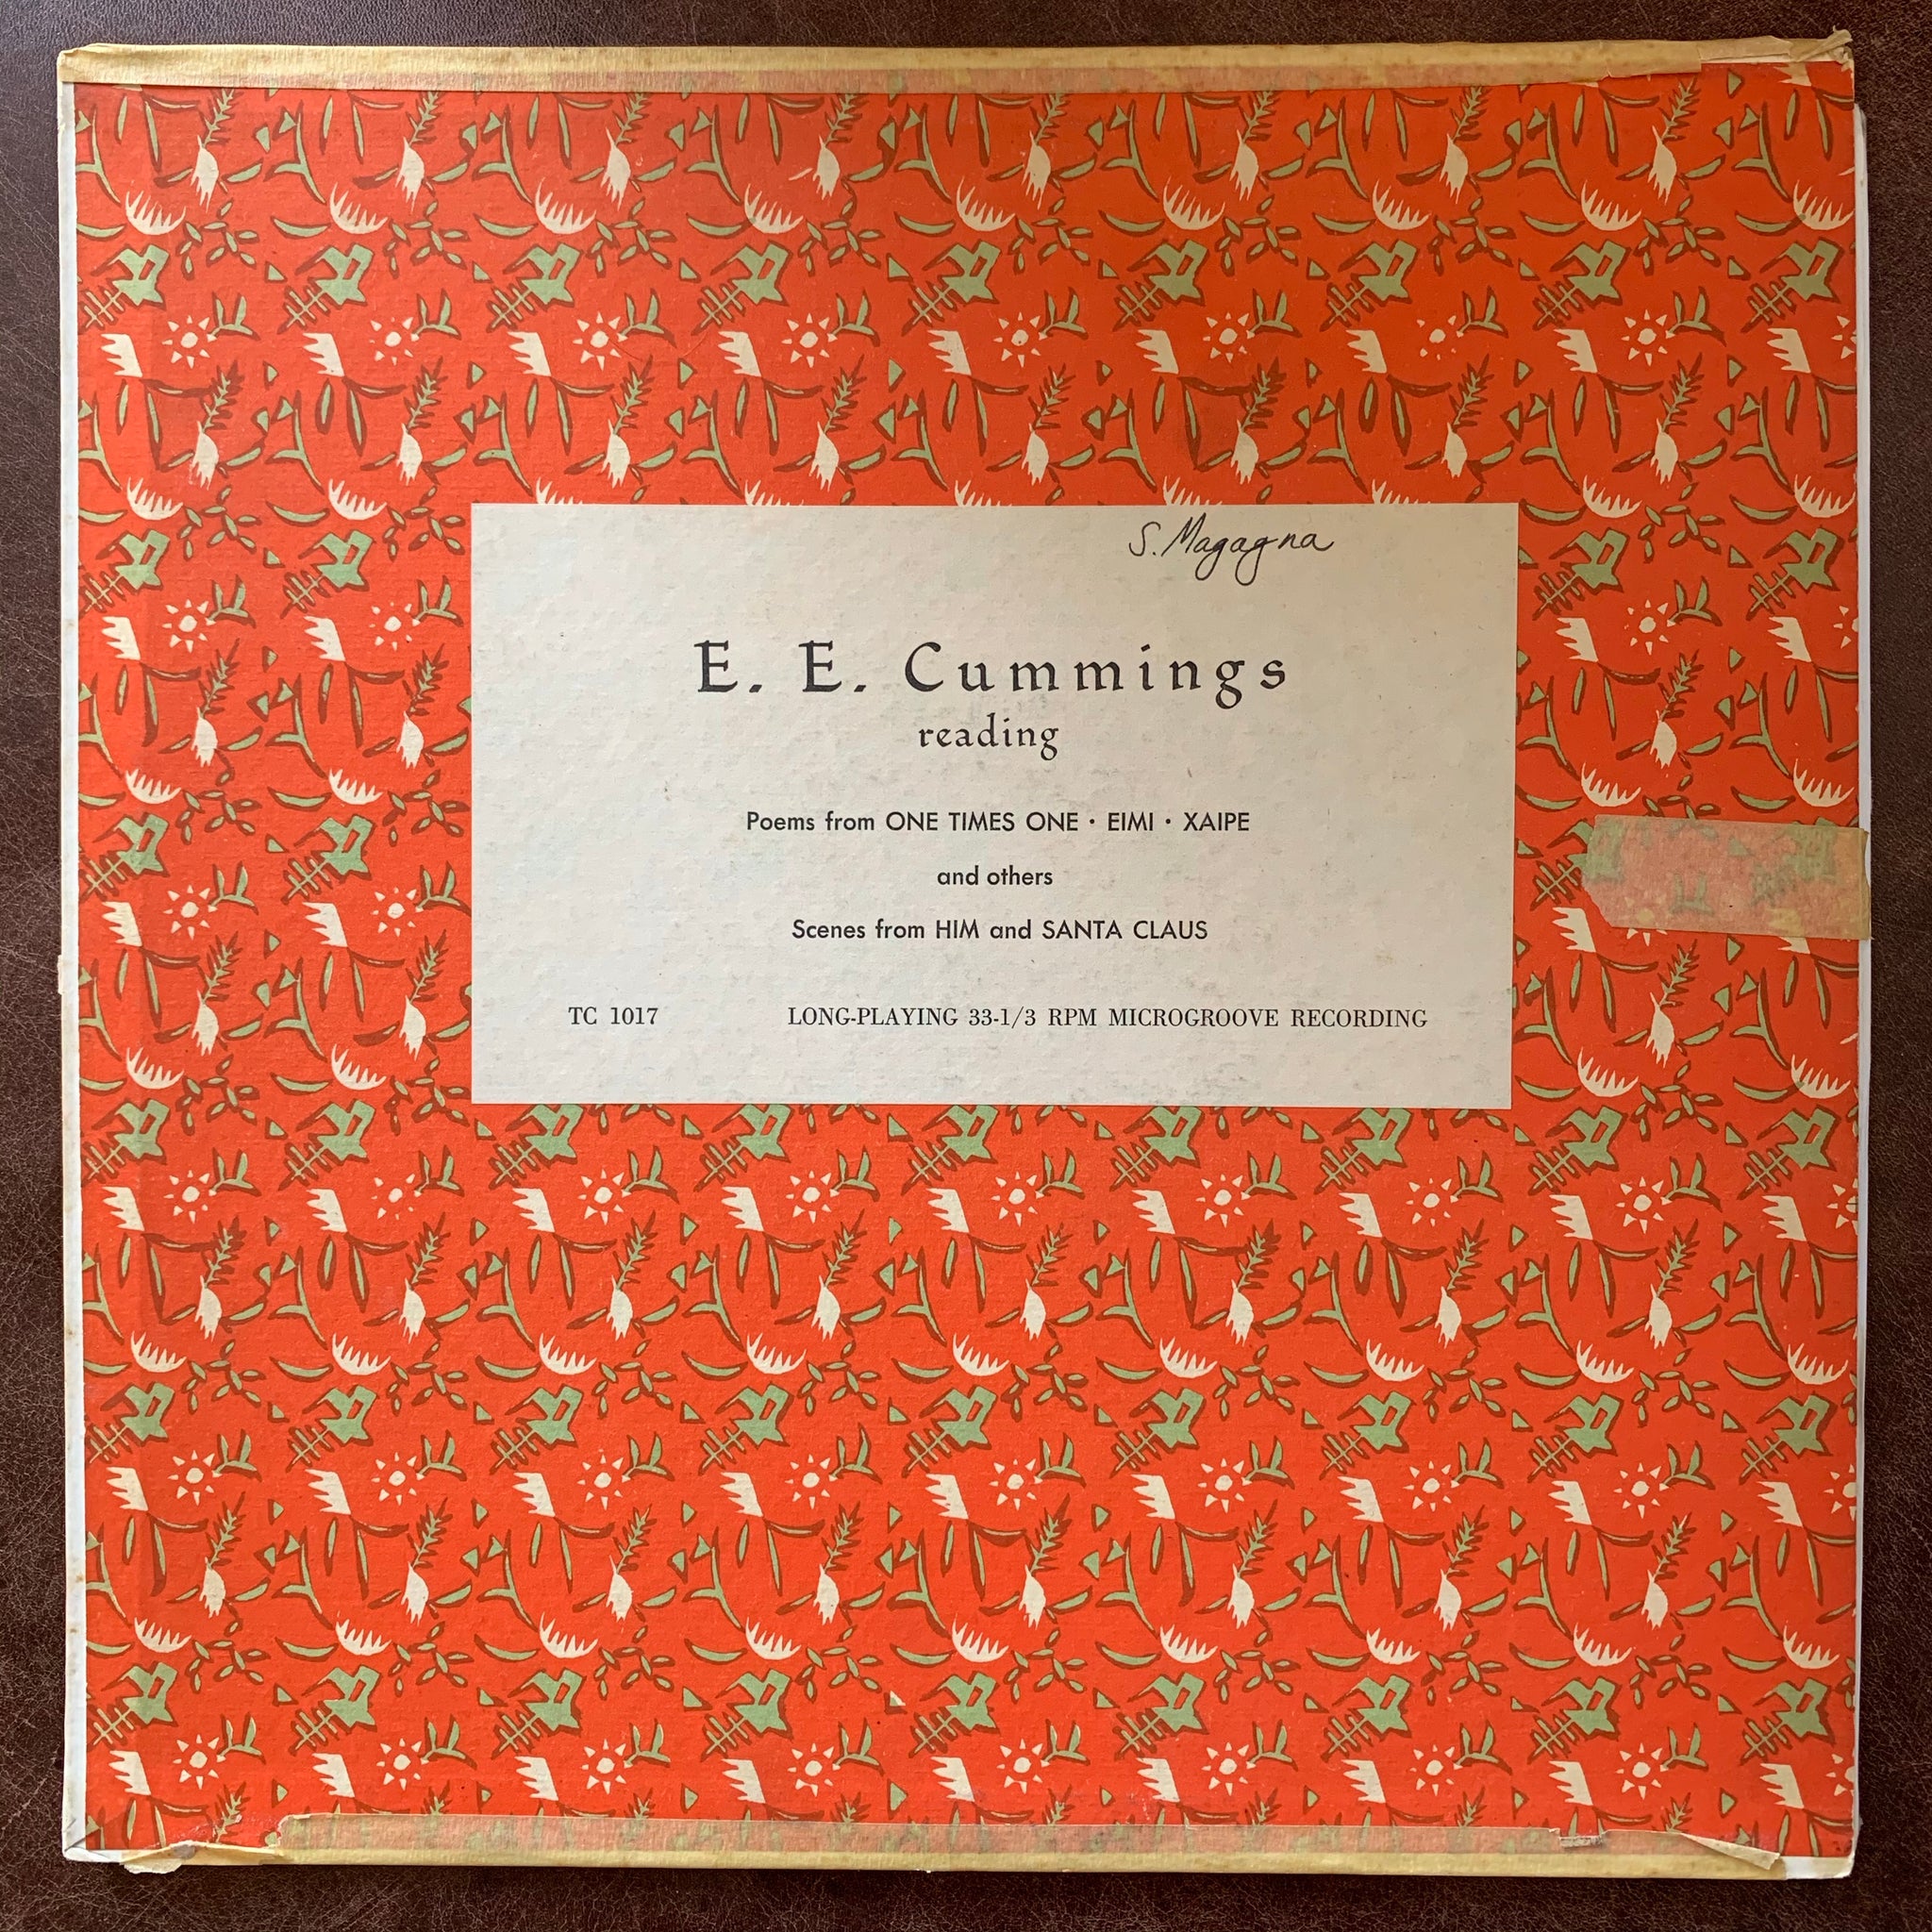 S. Magagna
E. E. Cummings
reading
Poems from ONE TIMES ONE · EIMI · XAIPE
and others
Scenes from HIM and SANTA CLAUS
TC 1017 LONG-PLAYING 33-1/3 RPM MICROGROOVE RECORDING